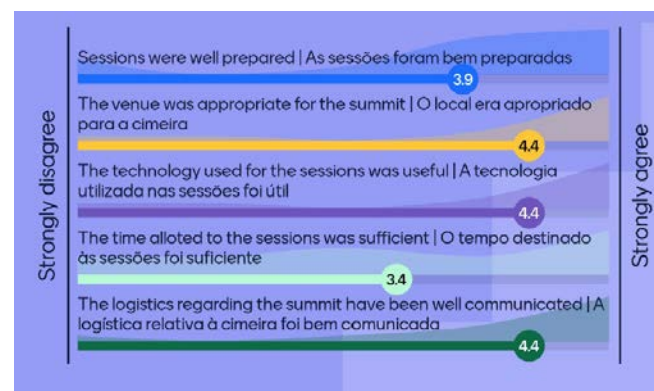 Sessions were well prepared | As sessões foram bem preparadas
3.9
The venue was appropriate for the summit | O local era apropriado
para a cimeira
4.4
The technology used for the sessions was useful | A tecnologia
utilizada nas sessões foi útil
4.4
The time alloted to the sessions was sufficient | O tempo destinado
às sessões foi suficiente
3.4
The logistics regarding the summit have been well communicated | A
logística relativa à cimeira foi bem comunicada
4.4
Strongly disagree
Strongly agree